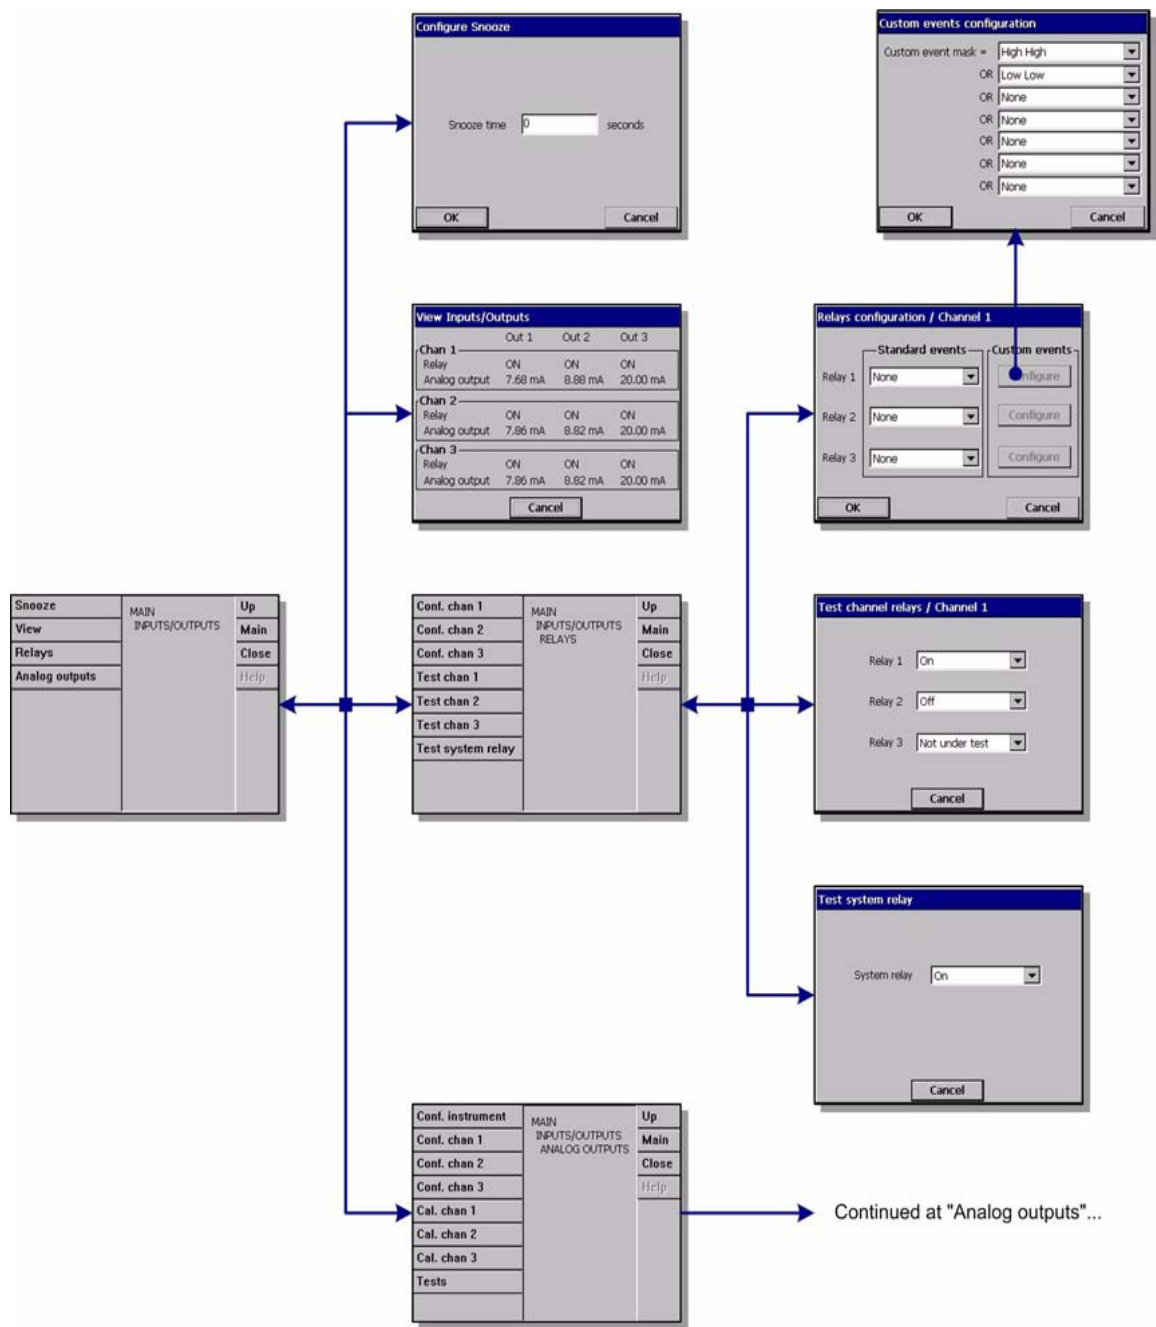 Configure Snooze
Snooze time 0 seconds
OK Cancel
Custom events configuration
Custom event mask = High High
OR Low Low
OR None
OR None
OR None
OR None
OR None
OK Cancel
View Inputs/Outputs
Out 1 Out 2 Out 3
Chan 1
Relay ON ON ON
Analog output 7.68 mA 8.88 mA 20.00 mA
Chan 2
Relay ON ON ON
Analog output 7.86 mA 8.82 mA 20.00 mA
Chan 3
Relay ON ON ON
Analog output 7.86 mA 8.82 mA 20.00 mA
Cancel
Relays configuration / Channel 1
Standard events Custom events
Relay 1 None Configure
Relay 2 None Configure
Relay 3 None Configure
OK Cancel
Snooze
View
Relays
Analog outputs
MAIN
INPUTS/OUTPUTS
Up
Main
Close
Help
Conf. chan 1
Conf. chan 2
Conf. chan 3
Test chan 1
Test chan 2
Test chan 3
Test system relay
MAIN
INPUTS/OUTPUTS
RELAYS
Up
Main
Close
Help
Test channel relays / Channel 1
Relay 1 On
Relay 2 Off
Relay 3 Not under test
Cancel
Test system relay
System relay On
Cancel
Conf. instrument
Conf. chan 1
Conf. chan 2
Conf. chan 3
Cal. chan 1
Cal. chan 2
Cal. chan 3
Tests
MAIN
INPUTS/OUTPUTS
ANALOG OUTPUTS
Up
Main
Close
Help
Continued at "Analog outputs"...